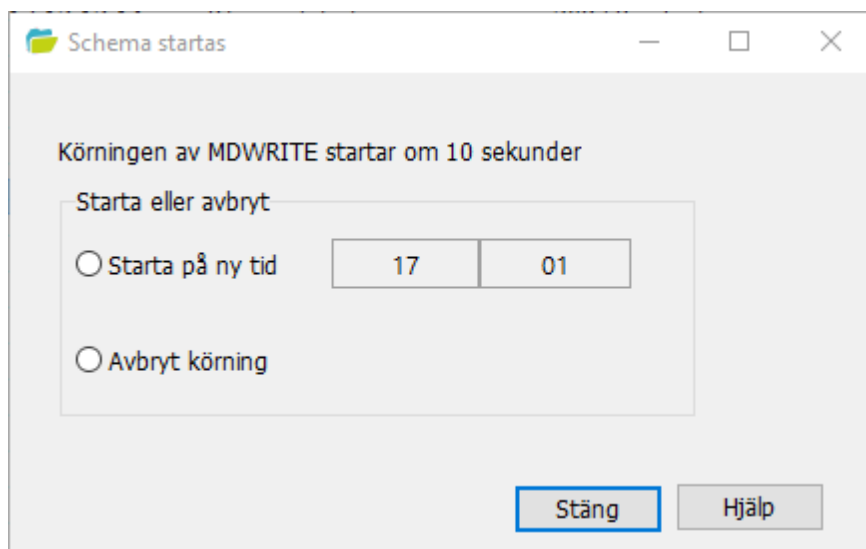 Schema startas
Körningen av MDWRITE startar om 10 sekunder
Starta eller avbryt
Starta på ny tid 17 01
Avbryt körning
Stäng Hjälp